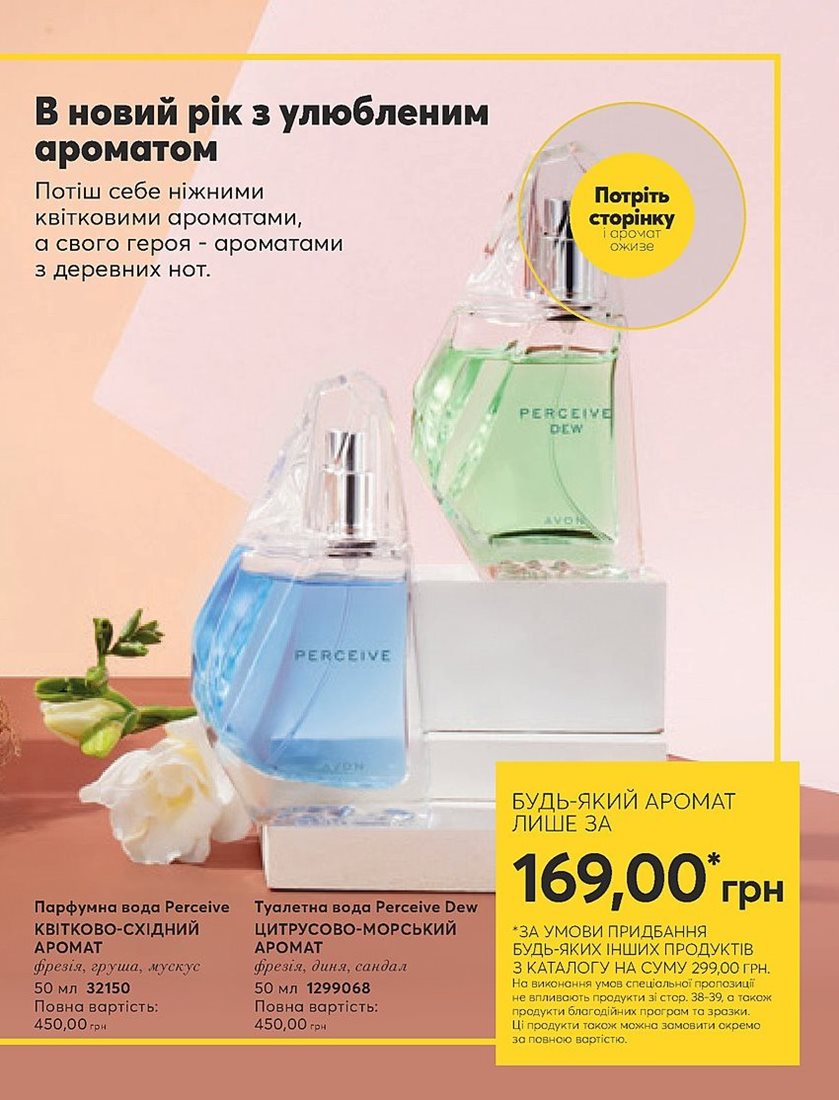 В новий рік з улюбленим
ароматом
Потіш себе ніжними
квітковими ароматами,
а свого героя - ароматами
з деревних нот.
Потріть
сторінку
і аромат
оживе
PERCEIVE
DEW
AVON
PERCEIVE
AVON
БУДЬ-ЯКИЙ АРОМАТ
ЛИШЕ ЗА
169,00* грн
*ЗА УМОВИ ПРИДБАННЯ
БУДЬ-ЯКИХ ІНШИХ ПРОДУКТІВ
З КАТАЛОГУ НА СУМУ 299,00 ГРН.
На виконання умов спеціальної пропозиції
не впливають продукти зі стор. 38-39, а також
продукти благодійних програм та зразки.
Ці продукти також можна замовити окремо
за повною вартістю.
Парфумна вода Perceive
КВІТКОВО-СХІДНИЙ
АРОМАТ
фрезія, груша, мускус
50 мл 32150
Повна вартість:
450,00 грн
Туалетна вода Perceive Dew
ЦИТРУСОВО-МОРСЬКИЙ
АРОМАТ
фрезія, диня, сандал
50 мл 1299068
Повна вартість:
450,00 грн